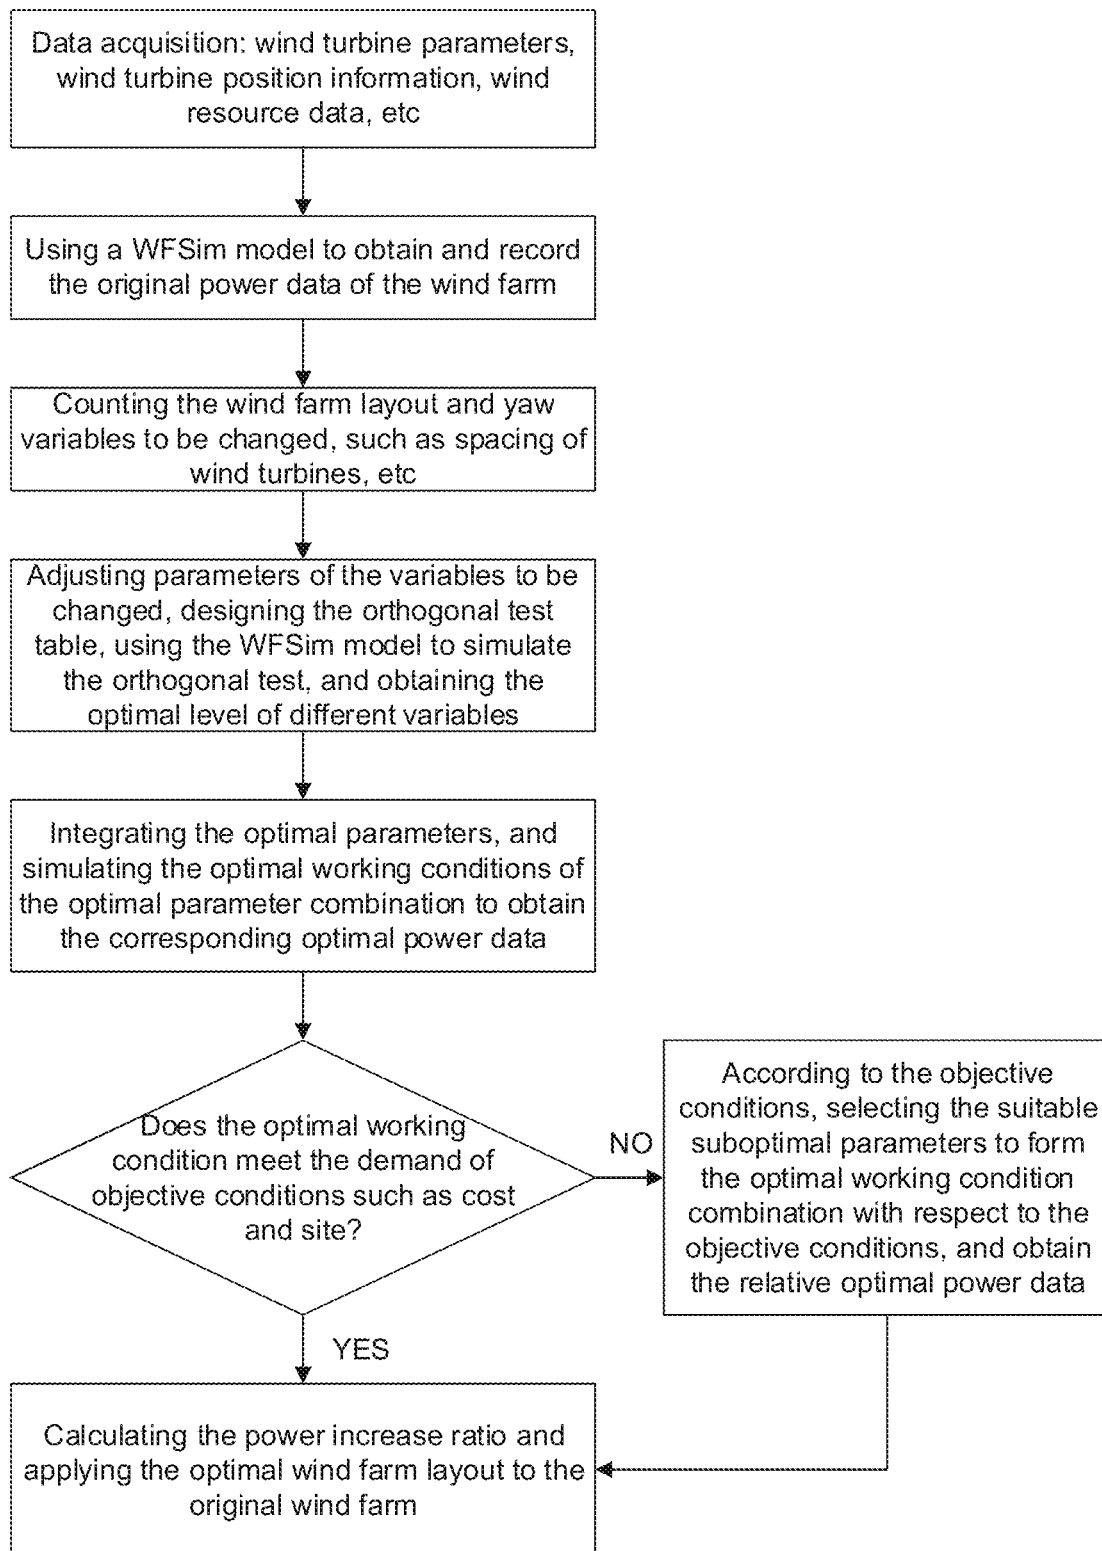 Data acquisition: wind turbine parameters,
wind turbine position information, wind
resource data, etc
Using a WFSim model to obtain and record
the original power data of the wind farm
Counting the wind farm layout and yaw
variables to be changed, such as spacing of
wind turbines, etc
Adjusting parameters of the variables to be
changed, designing the orthogonal test
table, using the WFSim model to simulate
the orthogonal test, and obtaining the
optimal level of different variables
Integrating the optimal parameters, and
simulating the optimal working conditions of
the optimal parameter combination to obtain
the corresponding optimal power data
Does the optimal working
condition meet the demand of
objective conditions such as cost
and site?
NO
According to the objective
conditions, selecting the suitable
suboptimal parameters to form
the optimal working condition
combination with respect to the
objective conditions, and obtain
the relative optimal power data
YES
Calculating the power increase ratio and
applying the optimal wind farm layout to the
original wind farm